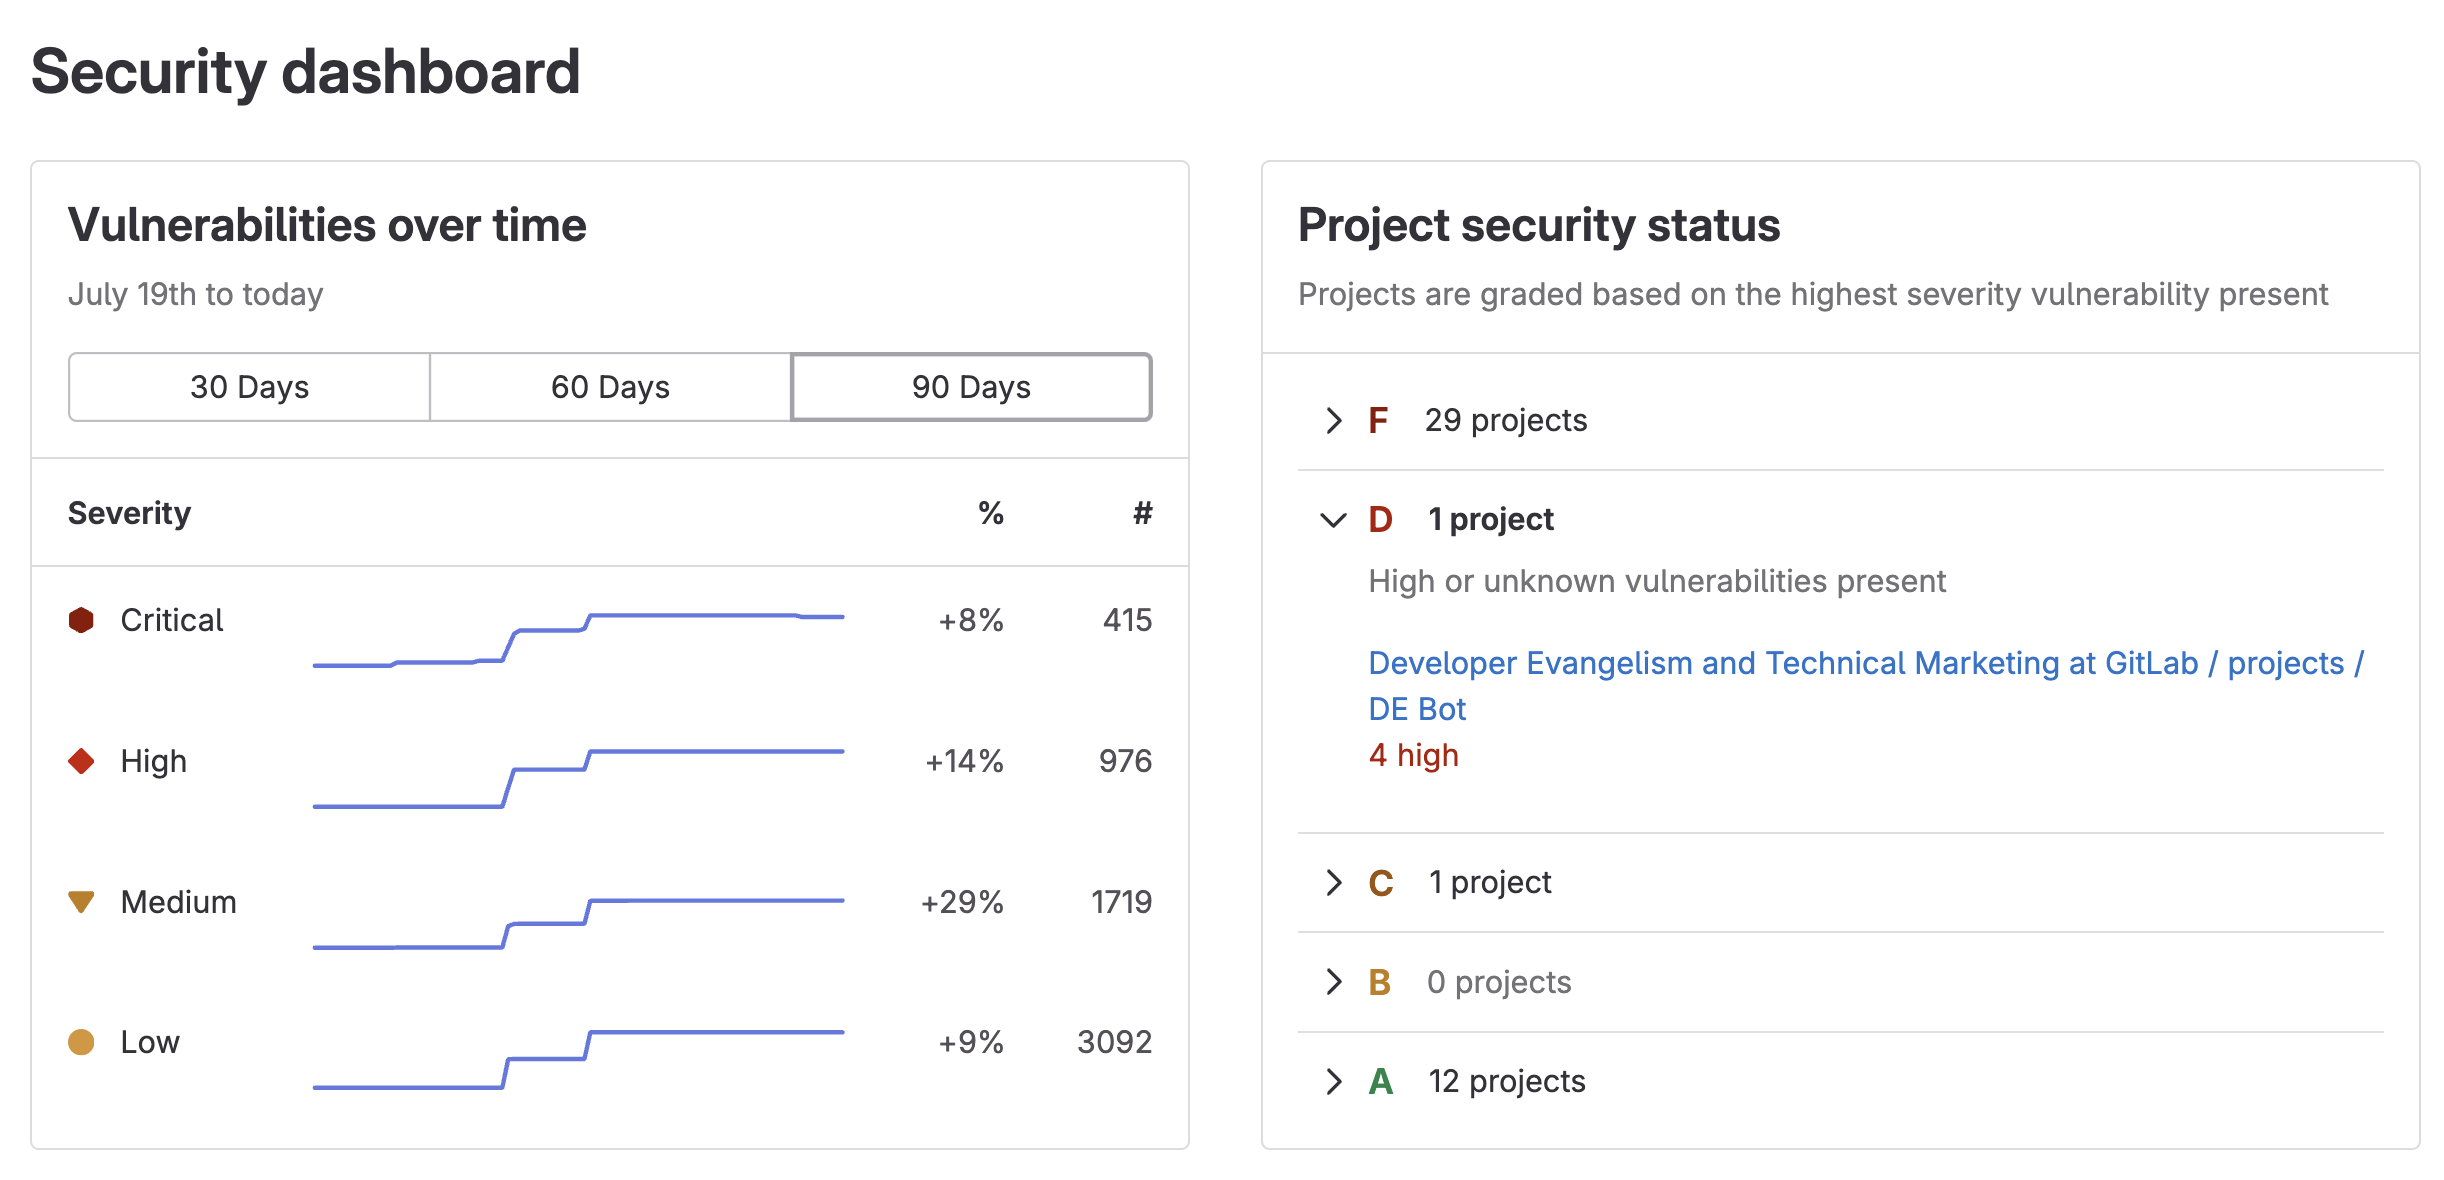 Security dashboard
Vulnerabilities over time
July 19th to today
30 Days 60 Days 90 Days
Severity % #
Critical +8% 415
High +14% 976
Medium +29% 1719
Low +9% 3092
Project security status
Projects are graded based on the highest severity vulnerability present
F 29 projects
D 1 project
High or unknown vulnerabilities present
Developer Evangelism and Technical Marketing at GitLab / projects /
DE Bot
4 high
C 1 project
B 0 projects
A 12 projects